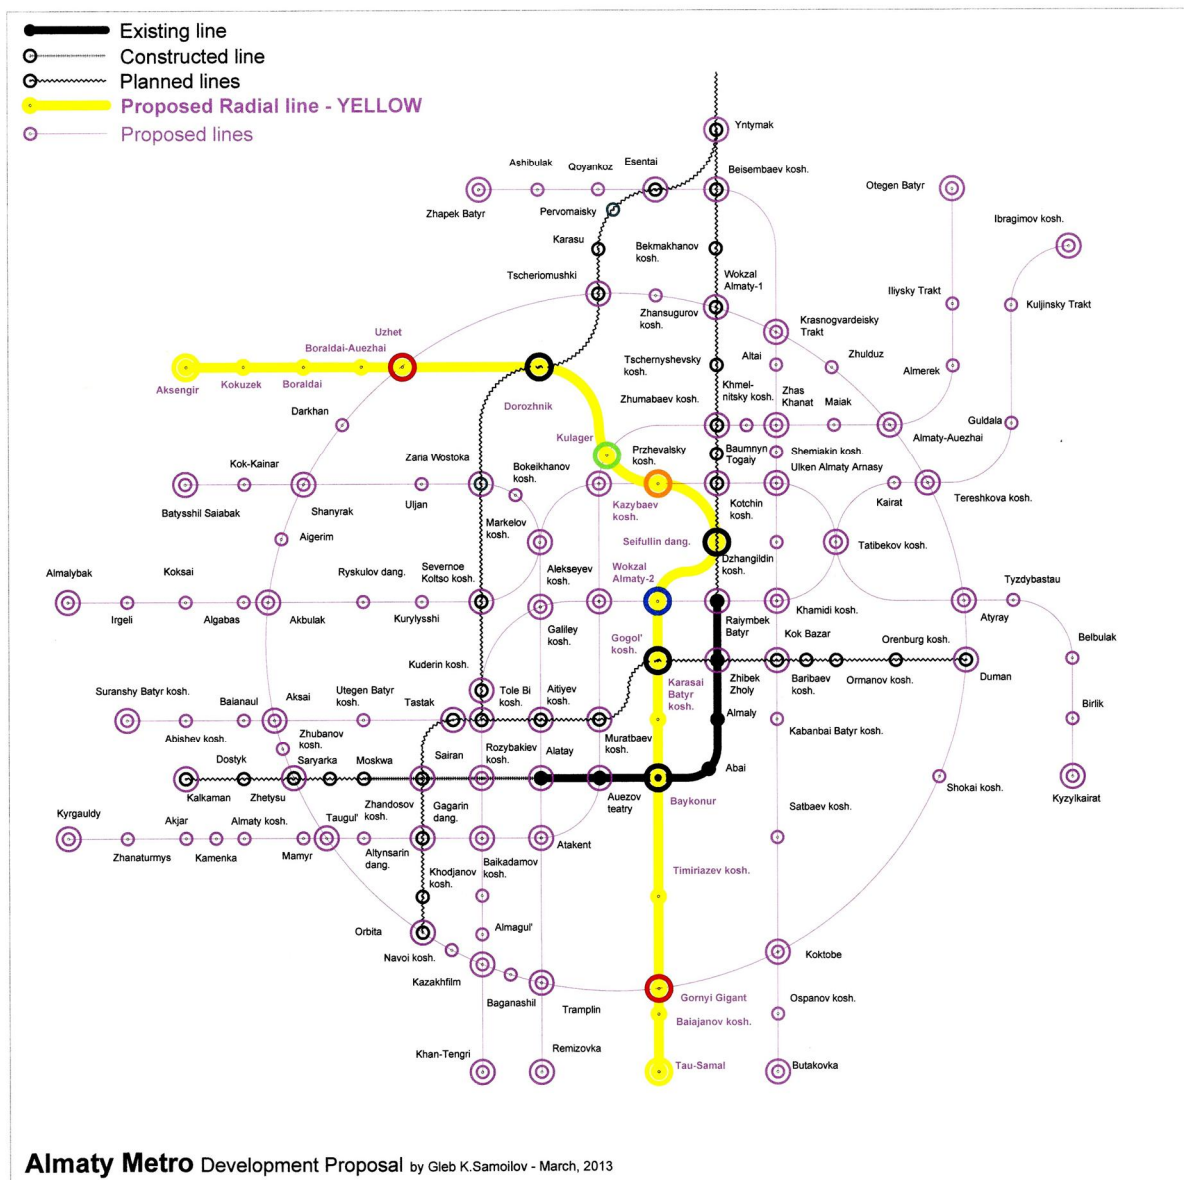 Existing line
Constructed line
Planned lines
Proposed Radial line - YELLOW
Proposed lines
Yntymak
Ashibulak
Qoyankoz
Esentai
Beisembaev kosh.
Otegen Batyr
Zhapek Batyr
Pervomaisky
Ibragimov kosh.
Karasu
Bekmakhanov
kosh.
Tscheriomushki
Wokzal
Almaty-1
Iliysky Trakt
Kuljinsky Trakt
Zhansugurov
kosh.
Krasnogvardeisky
Trakt
Uzhet
Boraldai-Auezhai
Tschernyshevsky
kosh.
Altai
Zhulduz
Aksengir
Kokuzek
Boraldai
Almerek
Khmel-
nitsky kosh.
Zhas
Khanat
Zhumabaev kosh.
Maiak
Darkhan
Dorozhnik
Guldala
Kulager
Almaty-Auezhai
Przhevalsky
kosh.
Baumnyn
Togaiy
Shemiakin kosh.
Kok-Kainar
Zaria Wostoka
Bokeikhanov
kosh.
Ulken Almaty Arnasy
Batysshil Saiabak
Shanyrak
Uljan
Kazybaev
kosh.
Kotchin
kosh.
Kairat
Tereshkova kosh.
Markelov
kosh.
Aigerim
Seifullin dang.
Tatibekov kosh.
Almalybak
Koksai
Ryskulov dang.
Severnoe
Koltso kosh.
Alekseyev
kosh.
Wokzal
Almaty-2
Dzhangildin
kosh.
Tyzdybastau
Irgeli
Algabas
Akbulak
Kurylysshi
Galiley
kosh.
Raiymbek
Batyr
Khamidi kosh.
Atyray
Gogol'
kosh.
Kok Bazar
Orenburg kosh.
Belbulak
Kuderin kosh.
Karasai
Batyr
kosh.
Zhibek
Zholy
Baribaev
kosh.
Ormanov kosh.
Duman
Suranshy Batyr kosh.
Baianaul
Aksai
Utegen Batyr
kosh.
Tastak
Tole Bi
kosh.
Aitiyev
kosh.
Almaly
Birlik
Abishev kosh.
Zhubanov
kosh.
Muratbaev
kosh.
Kabanbai Batyr kosh.
Dostyk
Saryarka
Moskwa
Sairan
Rozybakiev
kosh.
Alatay
Abai
Kalkaman
Zhetysu
Zhandosov
kosh.
Gagarin
dang.
Auezov
teatry
Baykonur
Shokai kosh.
Kyzylkairat
Kyrgauldy
Akjar
Almaty kosh.
Taugul'
Satbaev kosh.
Zhanaturmys
Kamenka
Mamyr
Altynsarin
dang.
Baikadamov
kosh.
Atakent
Khodjanov
kosh.
Timiriazev kosh.
Orbita
Almagul'
Navoi kosh.
Koktobe
Kazakhfilm
Baganashil
Tramplin
Gornyi Gigant
Ospanov kosh.
Baiajanov kosh.
Khan-Tengri
Remizovka
Tau-Samal
Butakovka
Almaty Metro Development Proposal by Gleb K.Samoilov - March, 2013